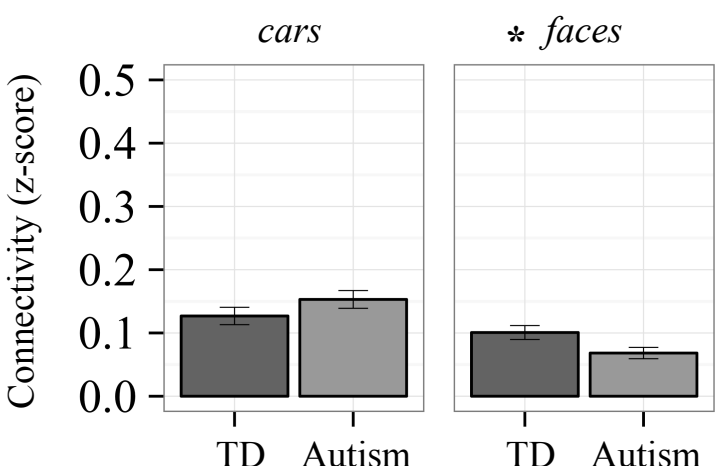 cars
* faces
Connectivity (z-score)
0.5
0.4
0.3
0.2
0.1
0.0
TD Autism
TD Autism